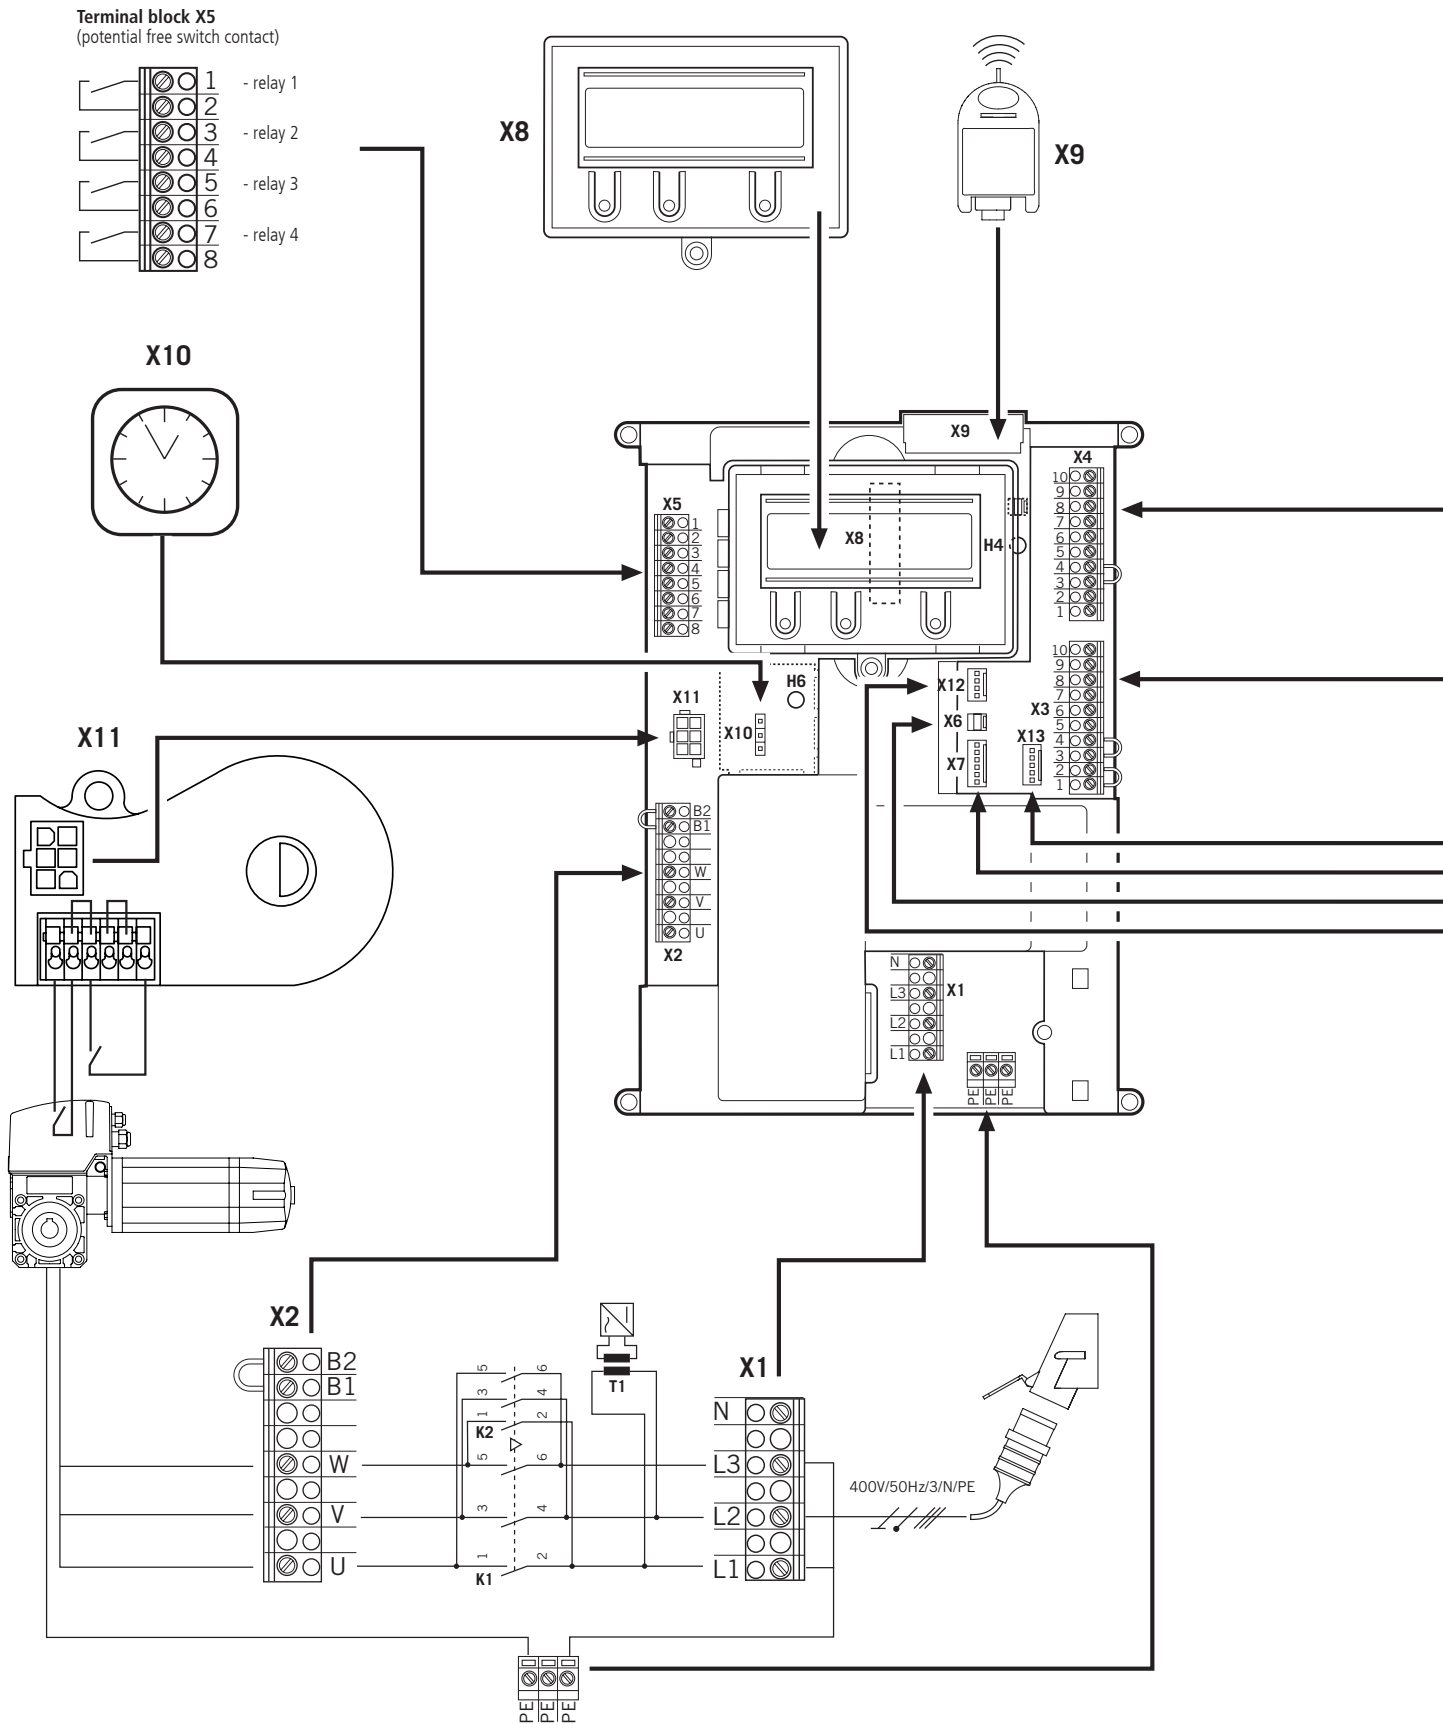 Terminal block X5
(potential free switch contact)
1 - relay 1
2
3 - relay 2
4
5 - relay 3
6
7 - relay 4
8
X8
X9
X10
X9
X4
10
9
8
7
6
5
4
3
2
1
X5
1
2
3
4
5
6
7
8
X8
H4
X11
X10
H6
X12
X6
X7
X13
X3
10
9
8
7
6
5
4
3
2
1
X11
B2
B1
W
V
U
X2
N
L3
L2
L1
X1
PE
PE
PE
X2
B2
B1
W
V
U
5 6
3 4
1 2
K2
5 6
3 4
1 2
K1
T1
X1
N
L3
L2
L1
400V/50Hz/3/N/PE
PE
PE
PE